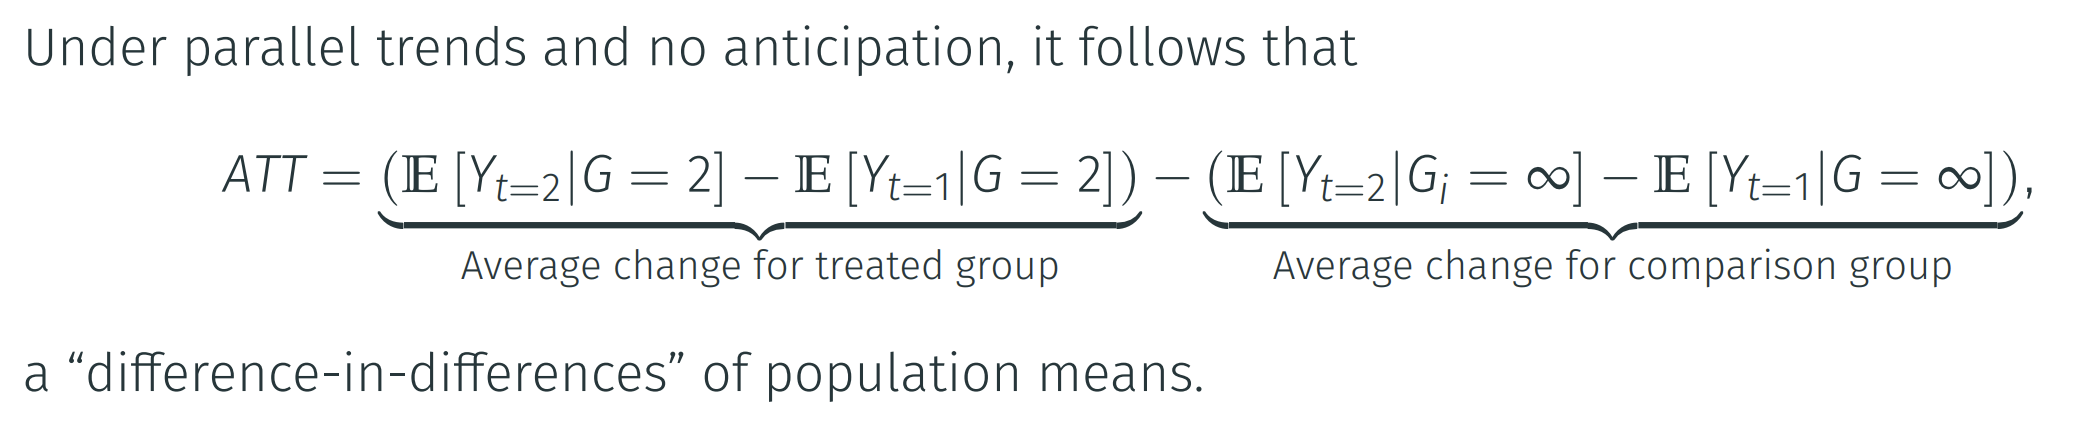 Under parallel trends and no anticipation, it follows that
ATT = (𝔼 [Y_{t=2}|G = 2] − 𝔼 [Y_{t=1}|G = 2]) − (𝔼 [Y_{t=2}|G_i = ∞] − 𝔼 [Y_{t=1}|G = ∞]),
Average change for treated group Average change for comparison group
a “difference-in-differences” of population means.